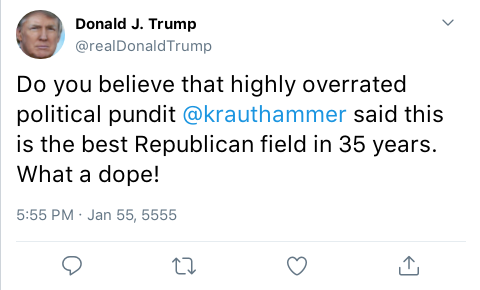 Donald J. Trump
@realDonaldTrump
Do you believe that highly overrated
political pundit @krauthammer said this
is the best Republican field in 35 years.
What a dope!
5:55 PM · Jan 55, 5555